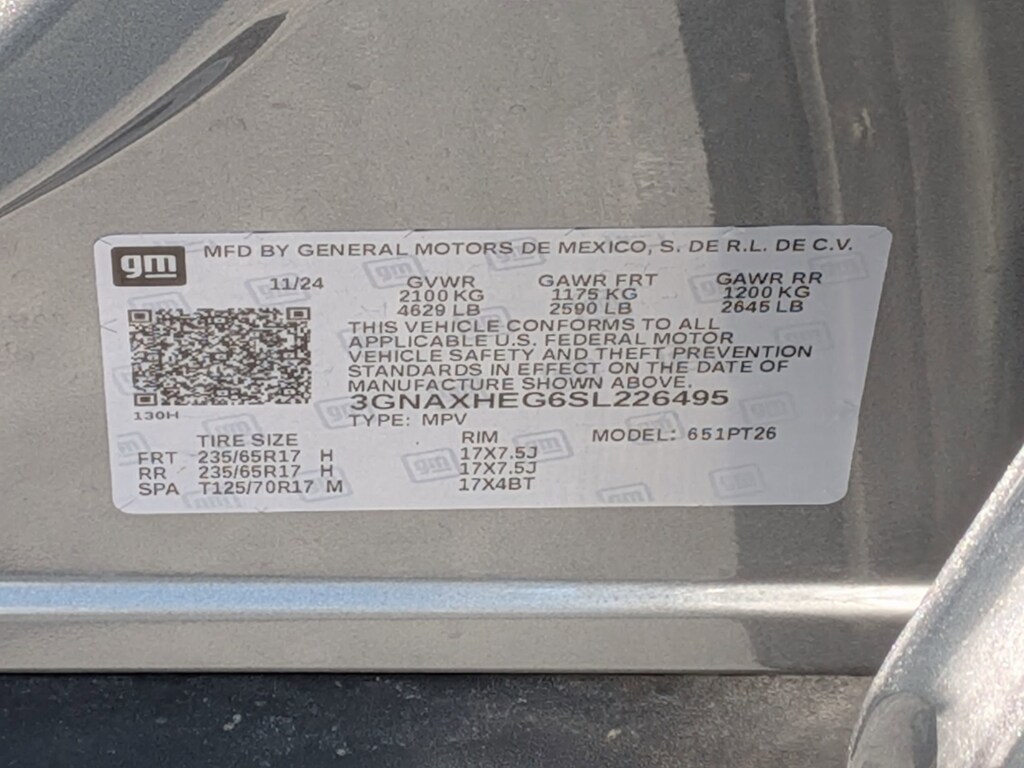 gm MFD BY GENERAL MOTORS DE MEXICO, S. DE R.L. DE C.V.
11/24 GVWR GAWR FRT GAWR RR
2100 KG 1175 KG 1200 KG
4629 LB 2590 LB 2645 LB
THIS VEHICLE CONFORMS TO ALL
APPLICABLE U.S. FEDERAL MOTOR
VEHICLE SAFETY AND THEFT PREVENTION
STANDARDS IN EFFECT ON THE DATE OF
MANUFACTURE SHOWN ABOVE.
3GNAXHEG6SL226495
130H
TYPE: MPV
TIRE SIZE RIM MODEL: 651PT26
FRT 235/65R17 H 17X7.5J
RR 235/65R17 H 17X7.5J
SPA T125/70R17 M 17X4BT